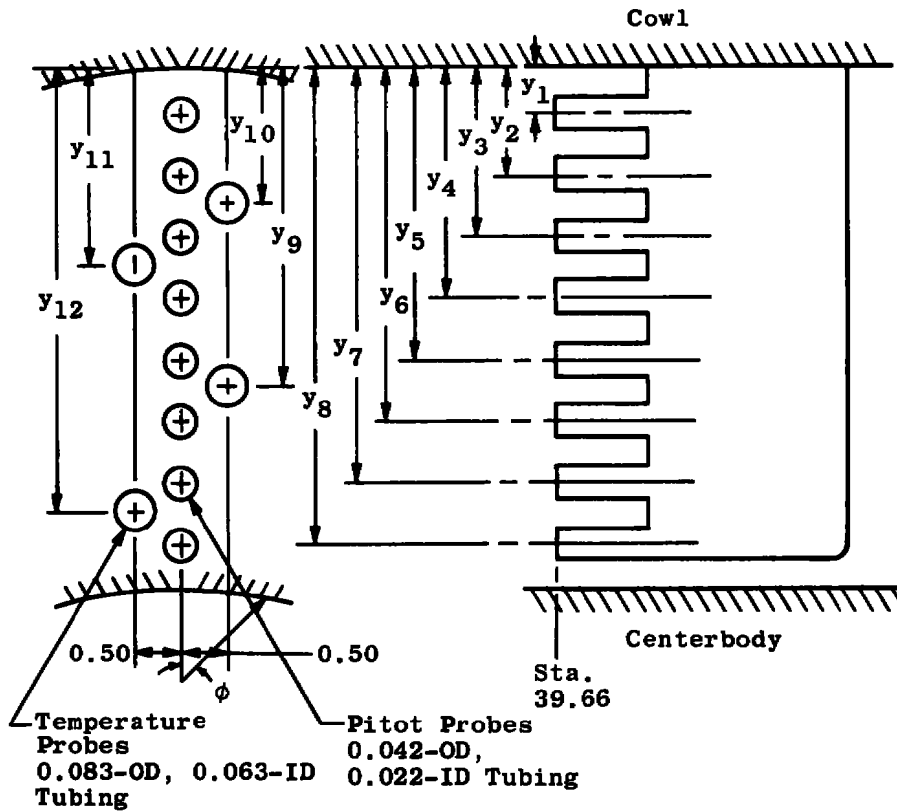 Cowl
y1
y2
y3
y4
y5
y6
y7
y8
y9
y10
y11
y12
0.50
0.50
ϕ
Centerbody
Sta.
39.66
Temperature
Probes
0.083-OD, 0.063-ID
Tubing
Pitot Probes
0.042-OD,
0.022-ID Tubing